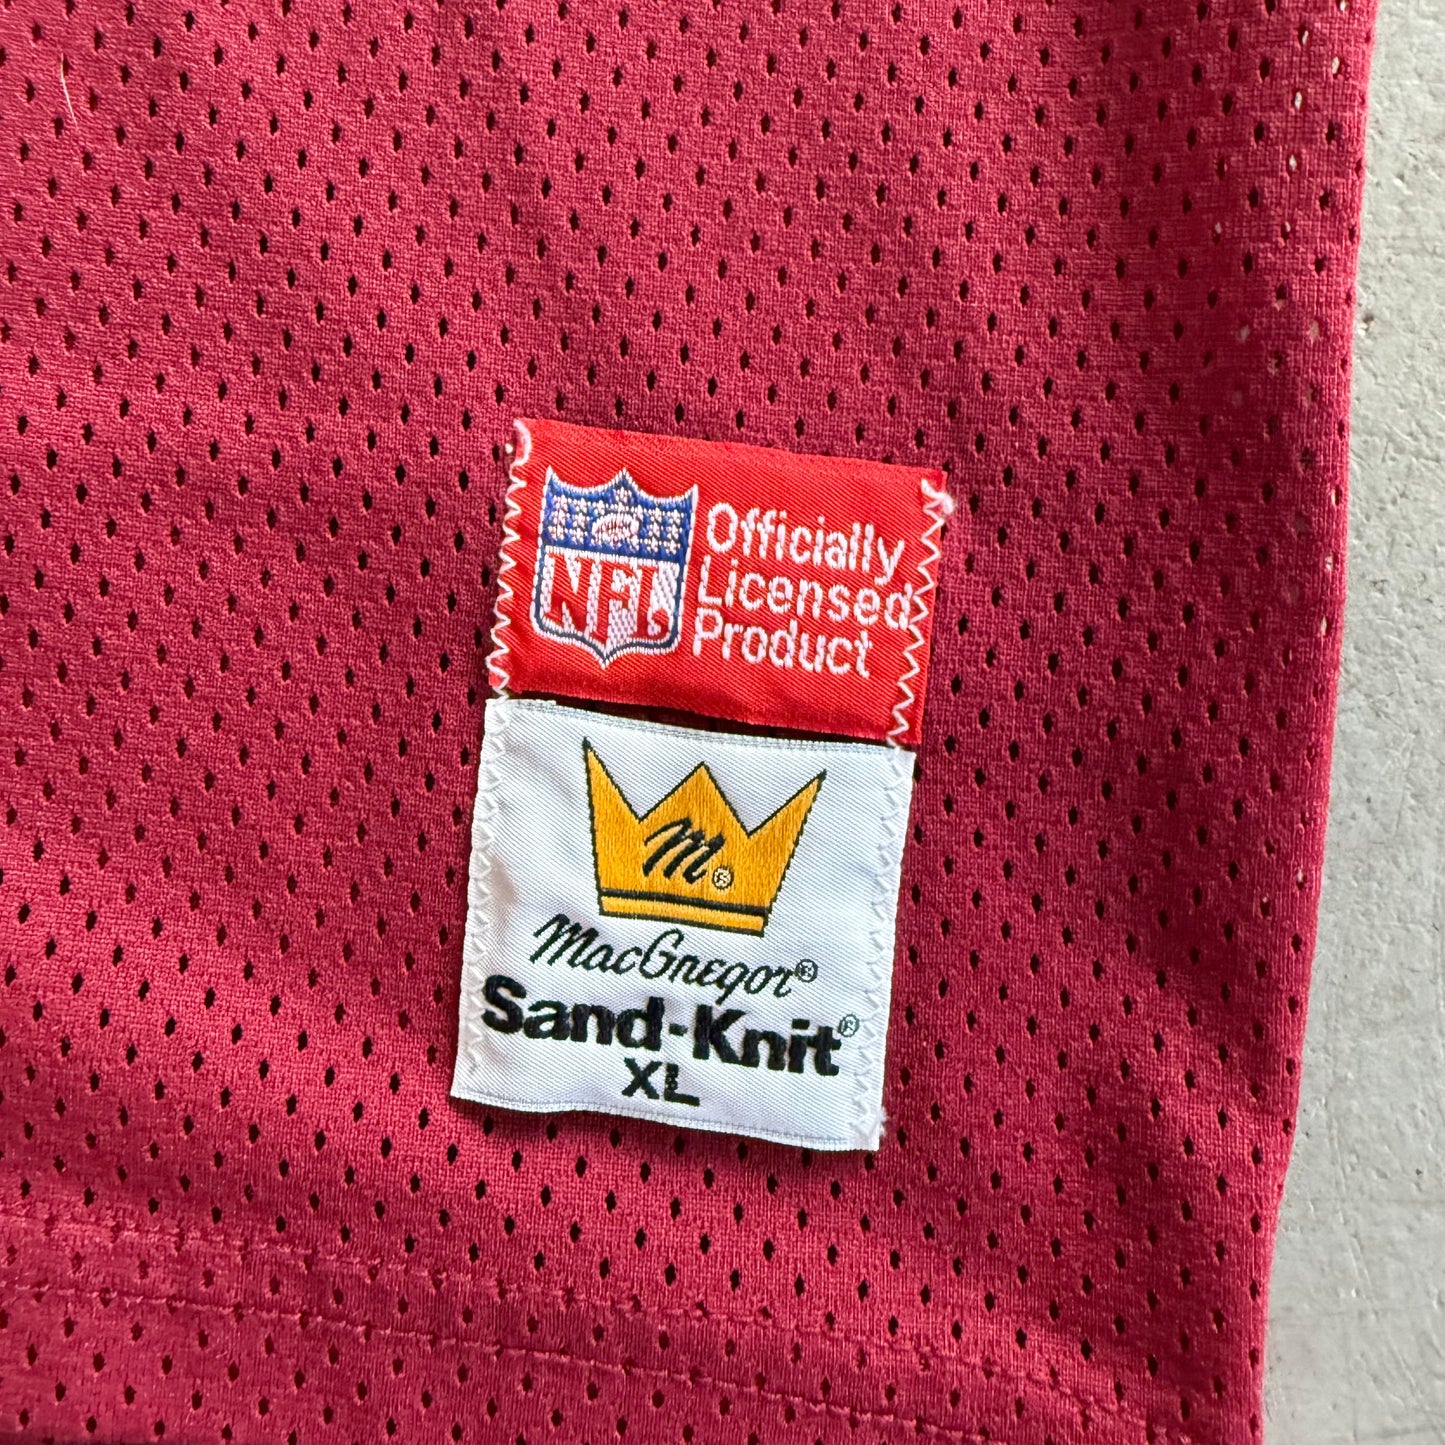 NFL
Officially
Licensed
Product
M®
MacGregor®
Sand-Knit®
XL